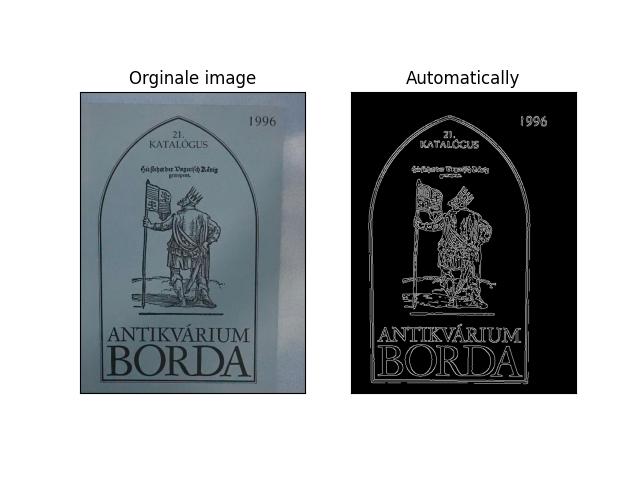 Orginale image
1996
21.
KATALÓGUS
ANTIKVÁRIUM
BORDA
Automatically
1996
21.
KATALÓGUS
ANTIKVÁRIUM
BORDA